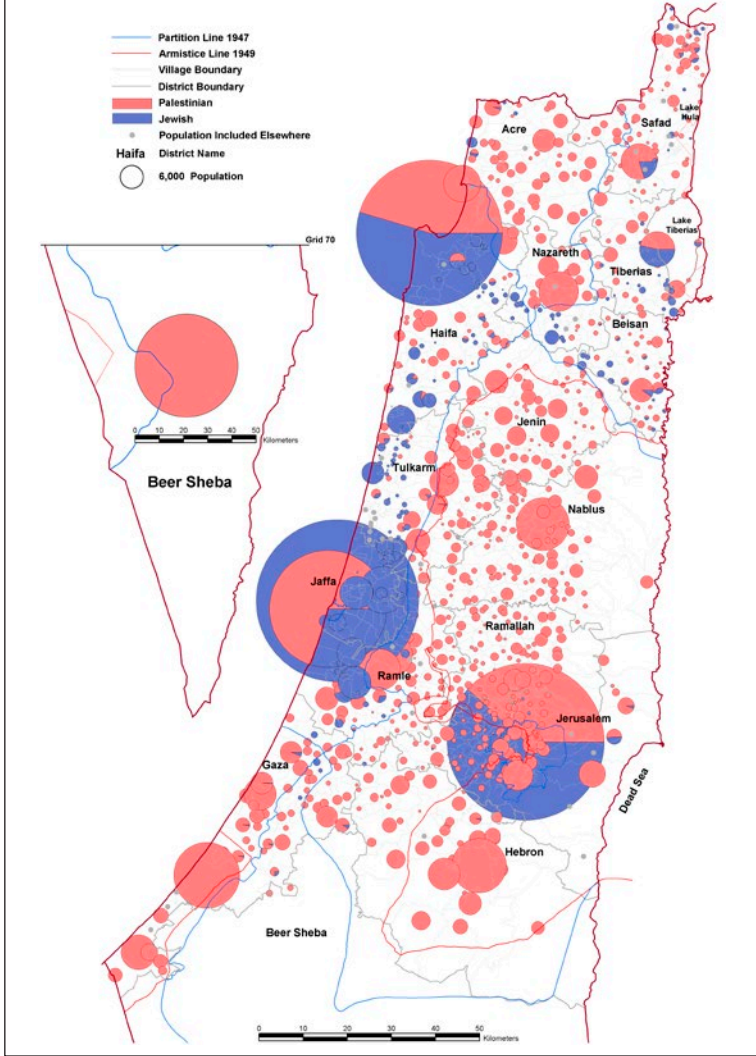 Partition Line 1947
Armistice Line 1949
Village Boundary
District Boundary
Palestinian
Jewish
Population Included Elsewhere
Haifa District Name
6,000 Population
Acre
Safad
Lake Hula
Lake Tiberias
Grid 70
Nazareth
Tiberias
Haifa
Beisan
Jenin
0 10 20 30 40 50
Kilometers
Beer Sheba
Tulkarm
Nablus
Jaffa
Ramallah
Ramle
Jerusalem
Gaza
Dead Sea
Hebron
Beer Sheba
0 10 20 30 40 50
Kilometers